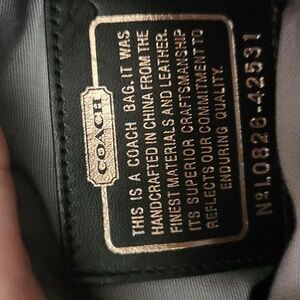 COACH
THIS IS A COACH BAG. IT WAS
HANDCRAFTED IN CHINA FROM THE
FINEST MATERIALS AND LEATHER.
ITS SUPERIOR CRAFTSMANSHIP
REFLECTS OUR COMMITMENT TO
ENDURING QUALITY.
Nº L0826-42531